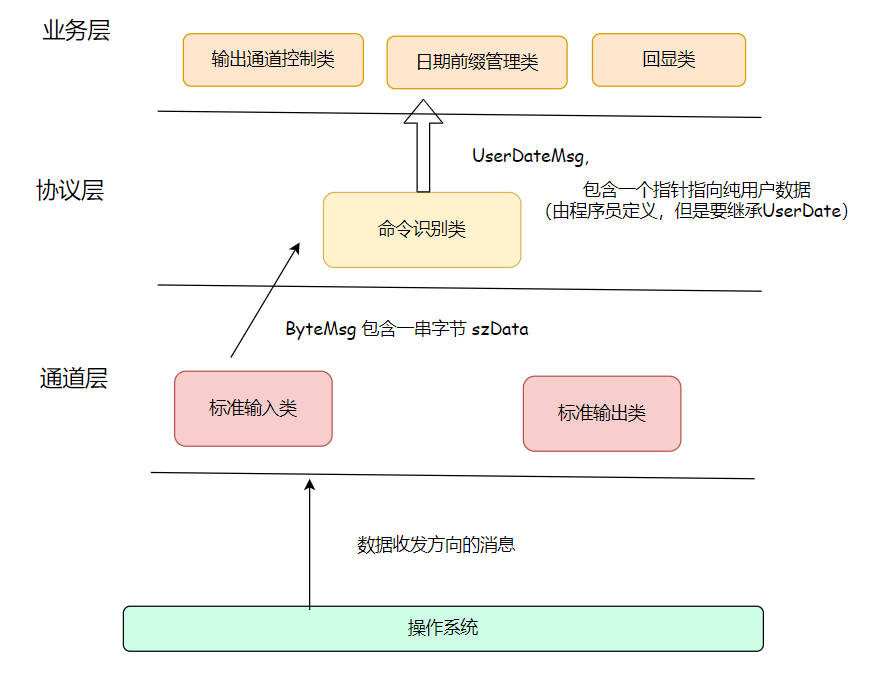 业务层
输出通道控制类
日期前缀管理类
回显类
UserDateMsg,
协议层
包含一个指针指向纯用户数据
（由程序员定义，但是要继承UserDate）
命令识别类
ByteMsg 包含一串字节 szData
通道层
标准输入类
标准输出类
数据收发方向的消息
操作系统